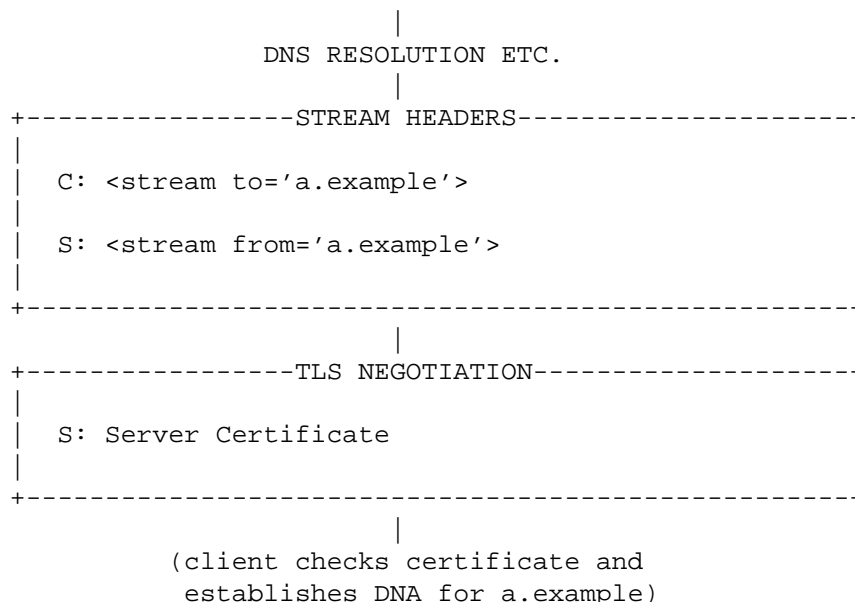 |
DNS RESOLUTION ETC.
|
+-----------------STREAM HEADERS---------------------
|
|  C: <stream to='a.example'>
|
|  S: <stream from='a.example'>
|
+----------------------------------------------------
|
+-----------------TLS NEGOTIATION--------------------
|
|  S: Server Certificate
|
+----------------------------------------------------
|
(client checks certificate and
establishes DNA for a.example)